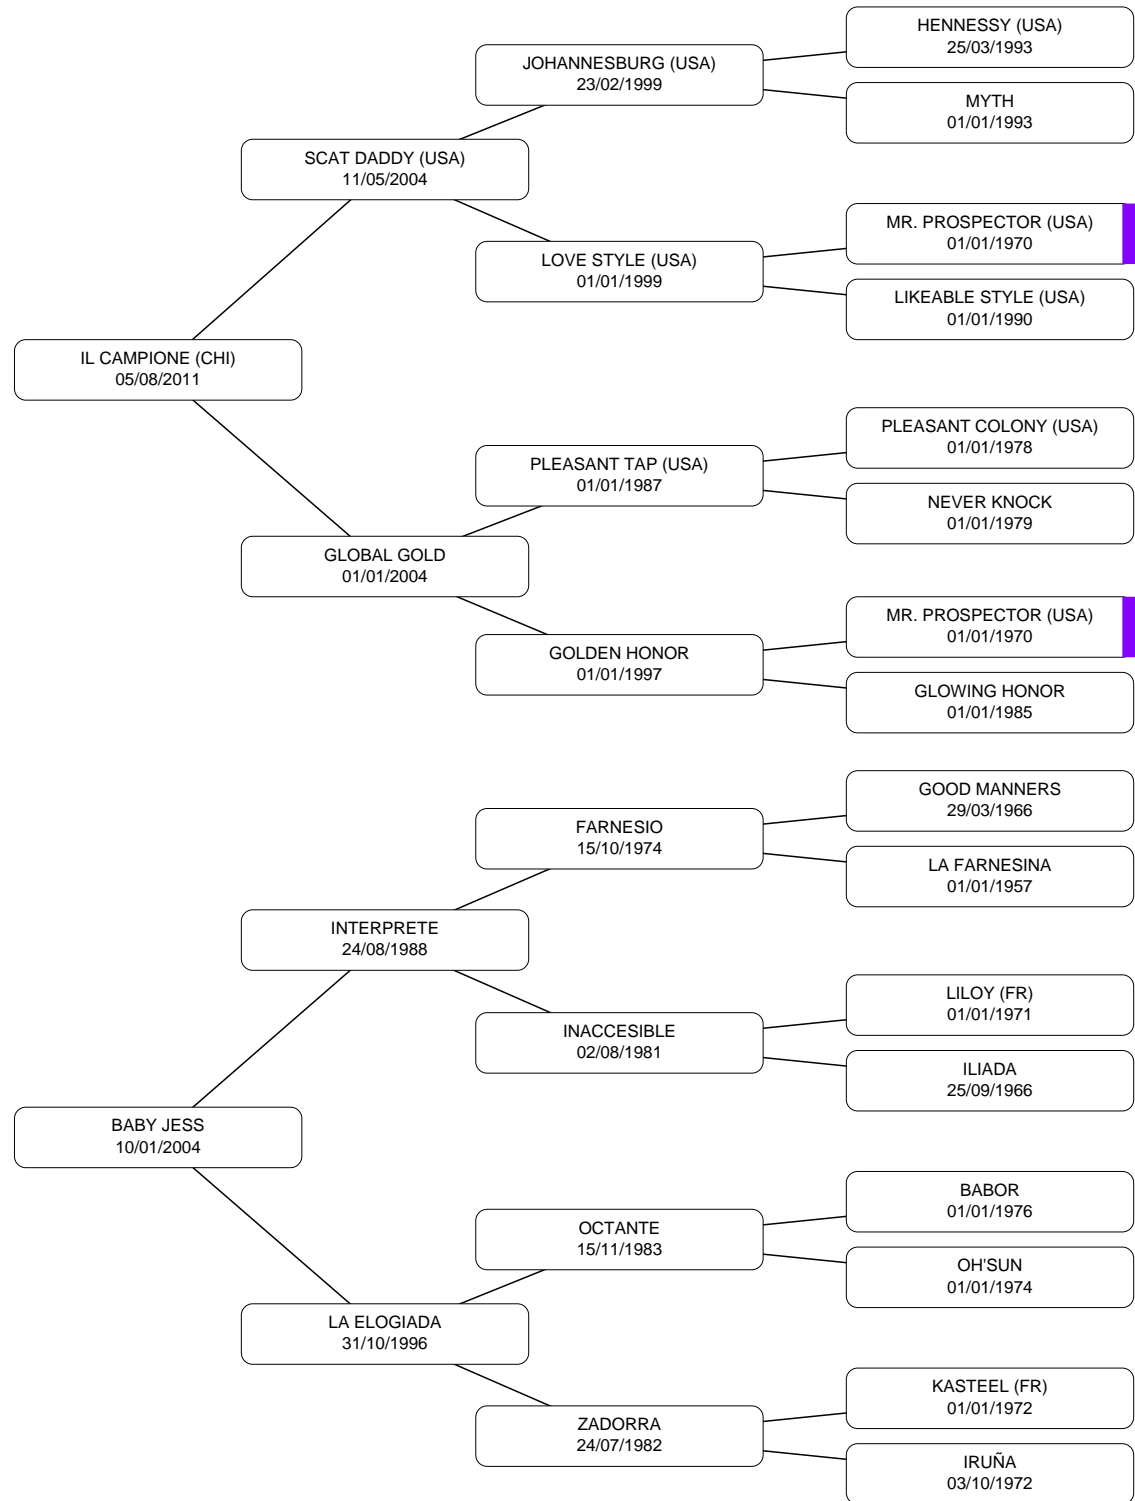 HENNESSY (USA)
25/03/1993
JOHANNESBURG (USA)
23/02/1999
MYTH
01/01/1993
SCAT DADDY (USA)
11/05/2004
MR. PROSPECTOR (USA)
01/01/1970
LOVE STYLE (USA)
01/01/1999
LIKEABLE STYLE (USA)
01/01/1990
IL CAMPIONE (CHI)
05/08/2011
PLEASANT COLONY (USA)
01/01/1978
PLEASANT TAP (USA)
01/01/1987
NEVER KNOCK
01/01/1979
GLOBAL GOLD
01/01/2004
MR. PROSPECTOR (USA)
01/01/1970
GOLDEN HONOR
01/01/1997
GLOWING HONOR
01/01/1985
GOOD MANNERS
29/03/1966
FARNESIO
15/10/1974
LA FARNESINA
01/01/1957
INTERPRETE
24/08/1988
LILOY (FR)
01/01/1971
INACCESIBLE
02/08/1981
ILIADA
25/09/1966
BABY JESS
10/01/2004
BABOR
01/01/1976
OCTANTE
15/11/1983
OH'SUN
01/01/1974
LA ELOGIADA
31/10/1996
KASTEEL (FR)
01/01/1972
ZADORRA
24/07/1982
IRUÑA
03/10/1972